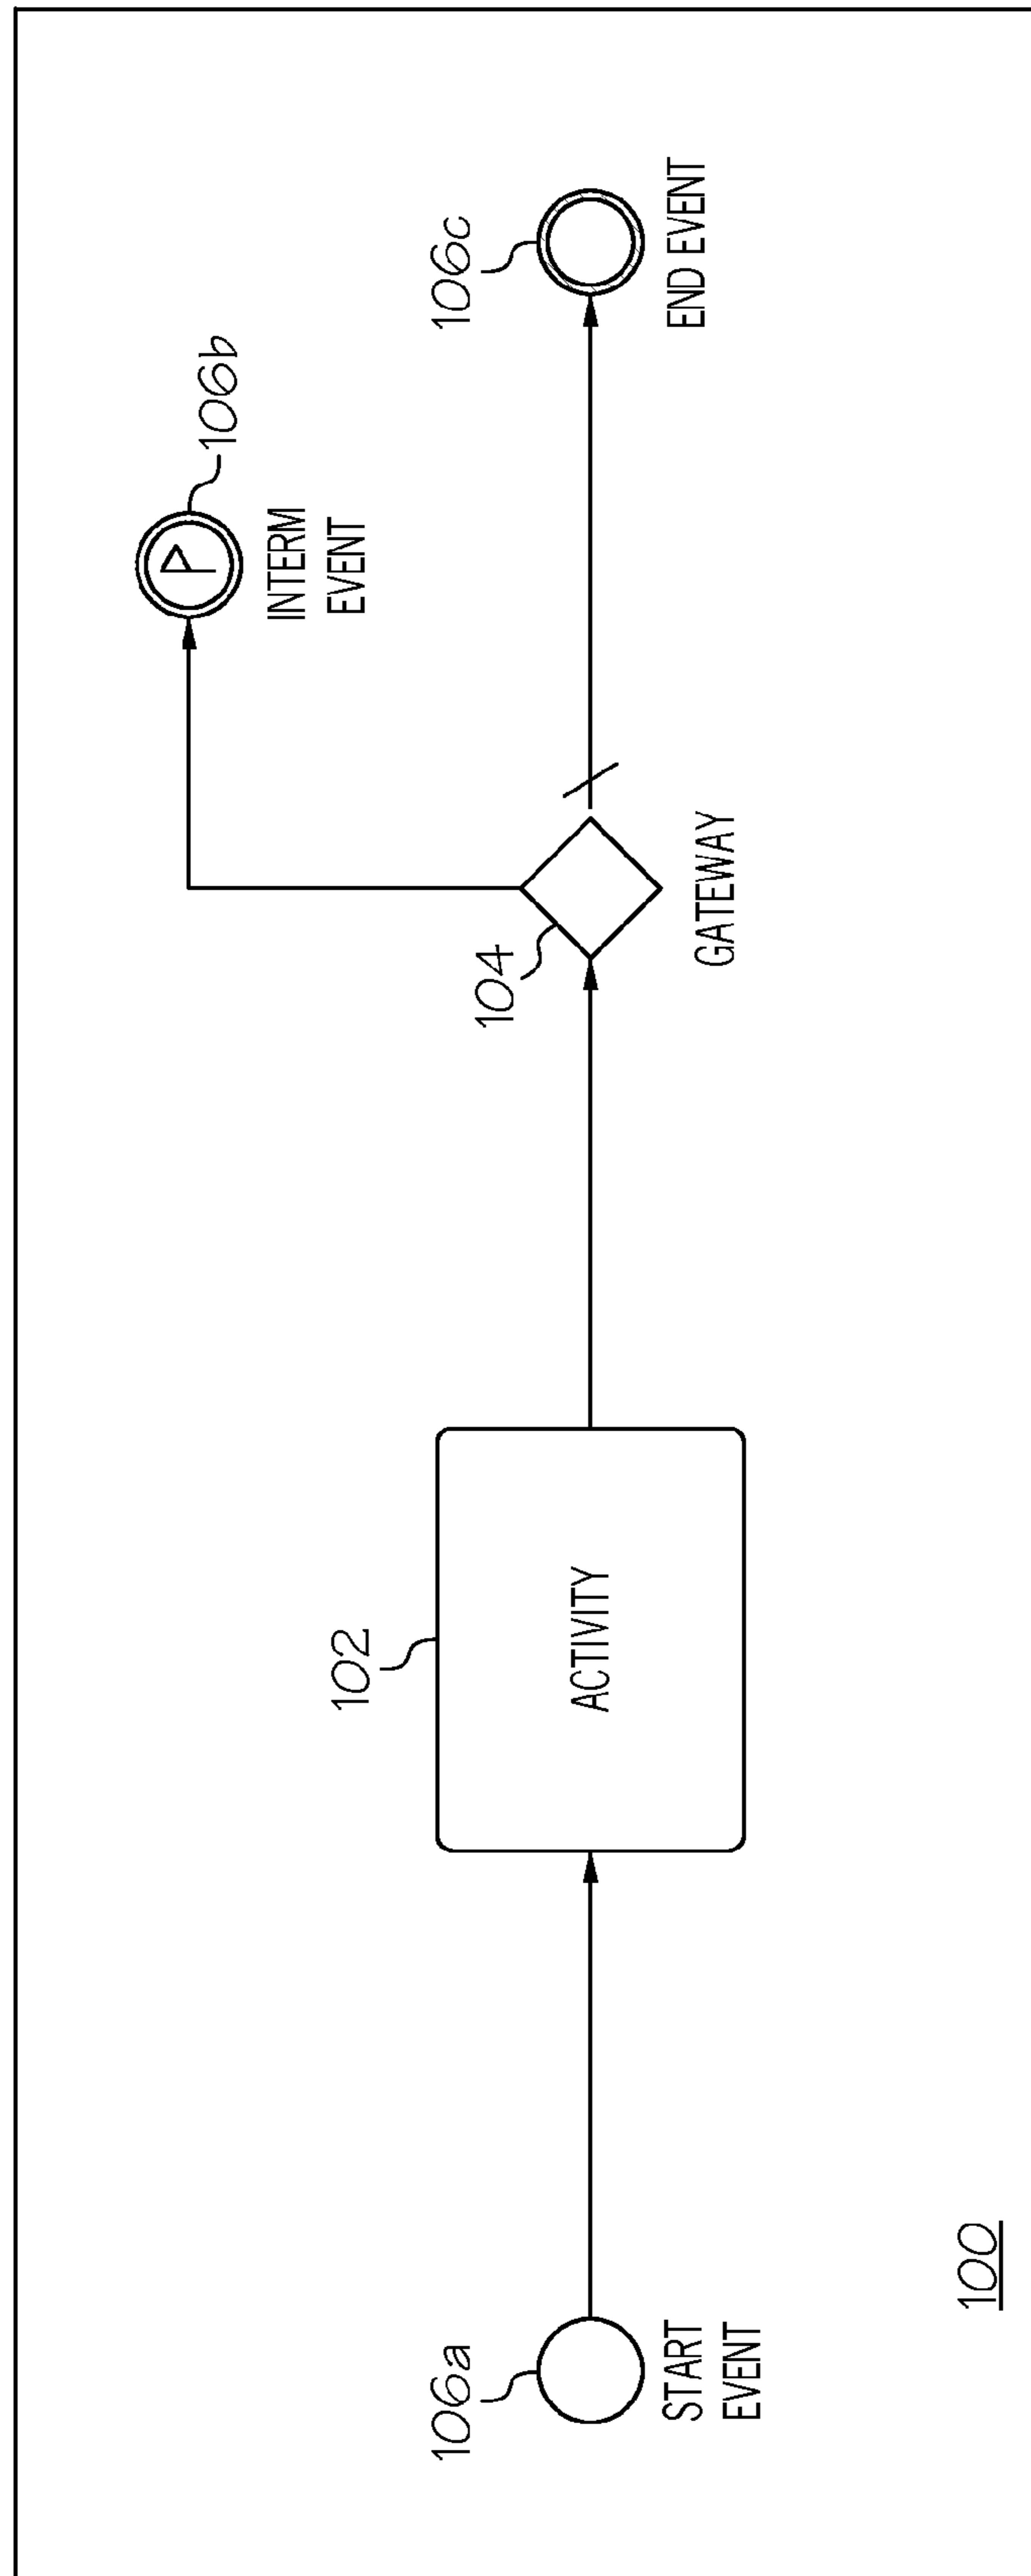 106a
START
EVENT
102
ACTIVITY
104
GATEWAY
P
106b
INTERM
EVENT
106c
END EVENT
100